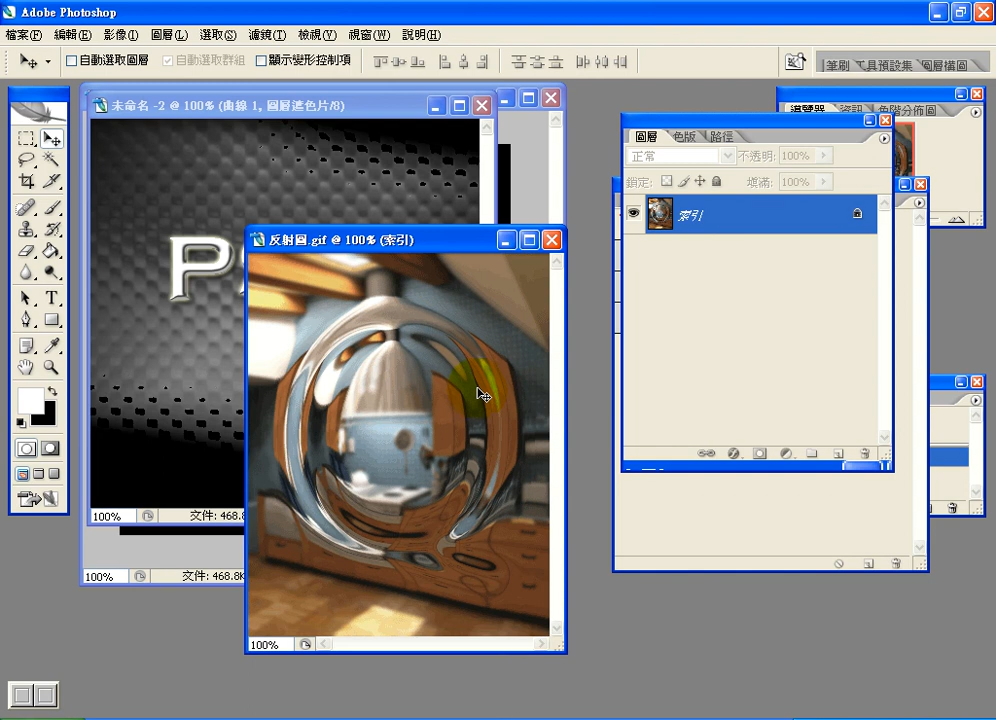 Adobe Photoshop
檔案(F) 編輯(E) 影像(I) 圖層(L) 選取(S) 濾鏡(T) 檢視(V) 視窗(W) 說明(H)
自動選取圖層 自動選取群組 顯示變形控制項
筆刷 工具預設集 圖層構圖
未命名 -2 @ 100% (曲線 1, 圖層遮色片/8)
導覽器 資訊 色階分佈圖
圖層 色版 路徑
正常 不透明: 100%
鎖定: 填滿: 100%
索引
P
反射圖.gif @ 100% (索引)
100% 文件: 468.8
100% 文件: 468.8K
100%